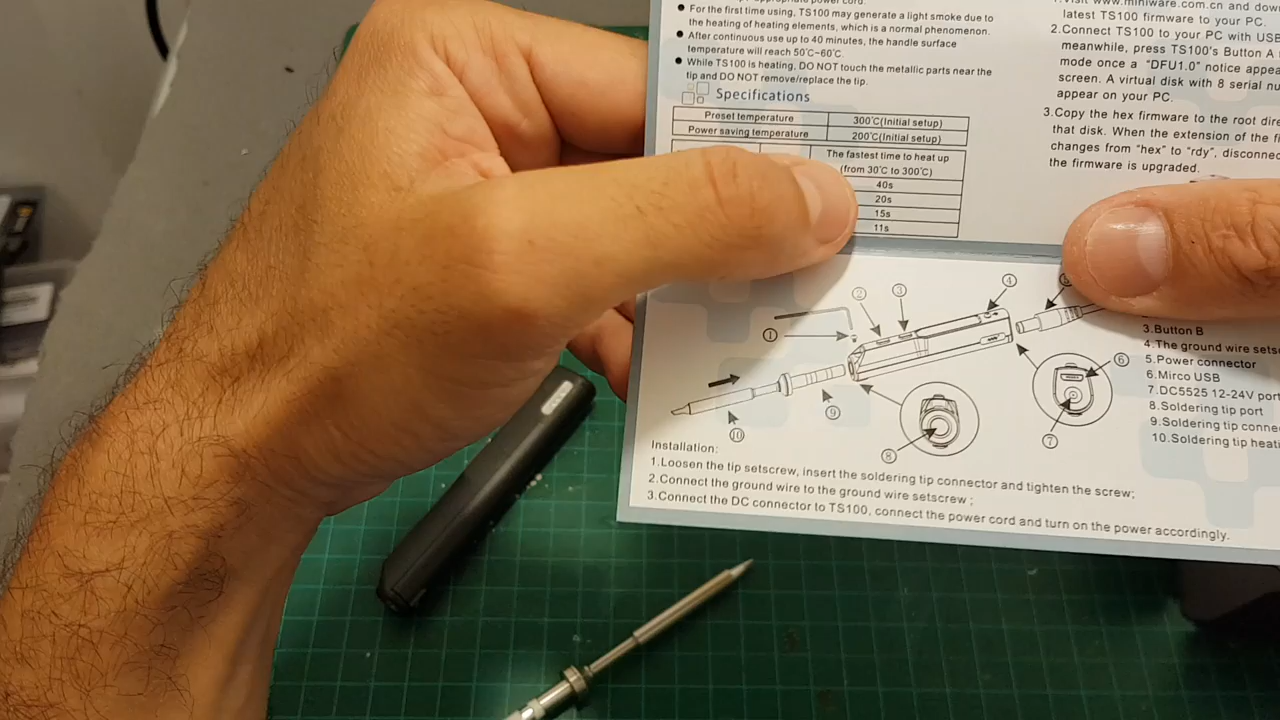 appropriate power cord.
● For the first time using, TS100 may generate a light smoke due to
the heating of heating elements, which is a normal phenomenon.
● After continuous use up to 40 minutes, the handle surface
temperature will reach 50℃~60℃.
● While TS100 is heating, DO NOT touch the metallic parts near the
tip and DO NOT remove/replace the tip.
Specifications
Preset temperature 300℃(Initial setup)
Power saving temperature 200℃(Initial setup)
The fastest time to heat up
(from 30℃ to 300℃)
40s
20s
15s
11s
1.Visit www.miniware.com.cn and
latest TS100 firmware to your PC.
2.Connect TS100 to your PC with USB
meanwhile, press TS100's Button A
mode once a "DFU1.0" notice
screen. A virtual disk with 8 serial
appear on your PC.
3.Copy the hex firmware to the root
that disk. When the extension of the
changes from "hex" to "rdy",
the firmware is upgraded.
① ② ③ ④ ⑥ ⑦ ⑧ ⑨ ⑩
3.Button B
4.The ground wire
5.Power connector
6.Mirco USB
7.DC5525 12-24V port
8.Soldering tip port
9.Soldering tip
10.Soldering tip
Installation:
1.Loosen the tip setscrew, insert the soldering tip connector and tighten the screw;
2.Connect the ground wire to the ground wire setscrew ;
3.Connect the DC connector to TS100, connect the power cord and turn on the power accordingly.